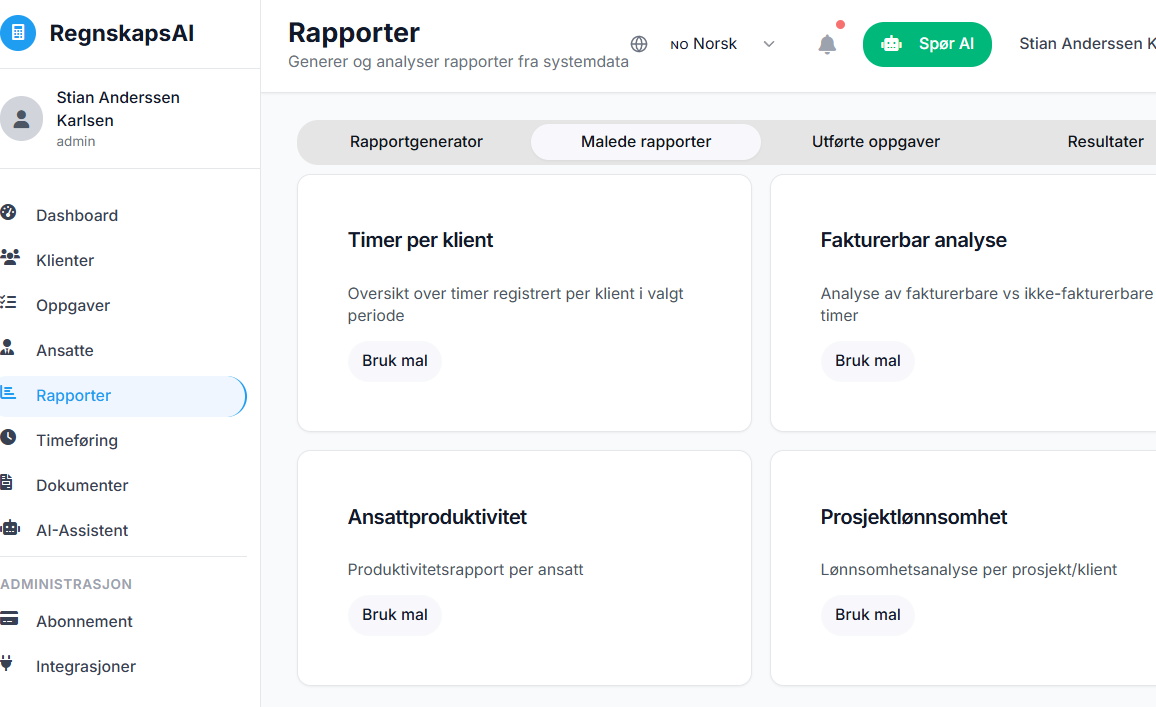 RegnskapsAI
Stian Anderssen
Karlsen
admin
Dashboard
Klienter
Oppgaver
Ansatte
Rapporter
Timeføring
Dokumenter
AI-Assistent
ADMINISTRASJON
Abonnement
Integrasjoner
Rapporter
Generer og analyser rapporter fra systemdata
NO Norsk
Spør AI
Stian Anderssen K
Rapportgenerator
Malede rapporter
Utførte oppgaver
Resultater
Timer per klient
Oversikt over timer registrert per klient i valgt
periode
Bruk mal
Fakturerbar analyse
Analyse av fakturerbare vs ikke-fakturerbare
timer
Bruk mal
Ansattproduktivitet
Produktivitetsrapport per ansatt
Bruk mal
Prosjektlønnsomhet
Lønnsomhetsanalyse per prosjekt/klient
Bruk mal